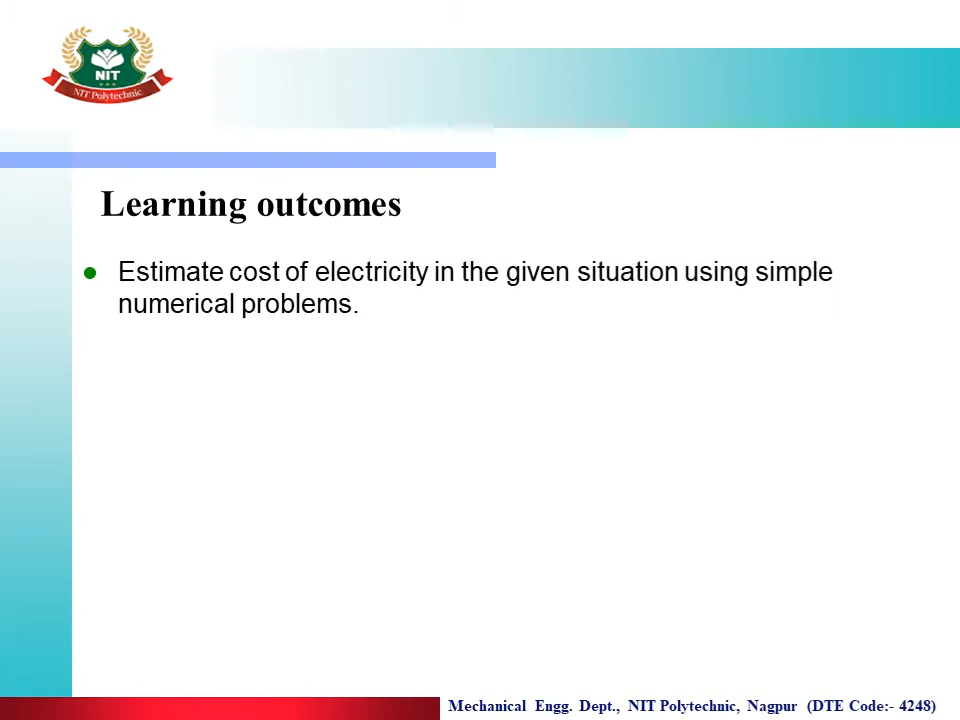 NIT
NIT Polytechnic
Learning outcomes
Estimate cost of electricity in the given situation using simple
numerical problems.
Mechanical Engg. Dept., NIT Polytechnic, Nagpur (DTE Code:- 4248)